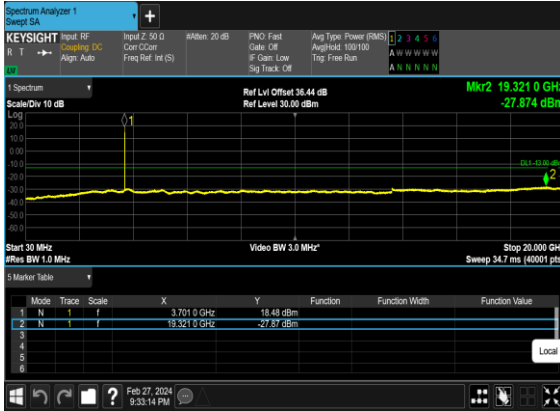 Spectrum Analyzer 1
Swept SA
KEYSIGHT Input: RF Input Z: 50 Ω #Atten: 20 dB PNO: Fast Avg Type: Power (RMS) 1 2 3 4 5 6
R T Coupling: DC Corr CCorr Gate: Off Avg|Hold: 100/100 A W W W W W
Align: Auto Freq Ref: Int (S) IF Gain: Low Trig: Free Run
Sig Track: Off A N N N N N
1 Spectrum Ref Lvl Offset 36.44 dB Mkr2 19.321 0 GHz
Scale/Div 10 dB Ref Level 30.00 dBm -27.874 dBm
Log
20.0
10.0
0.00
-10.0
-20.0
-30.0
-40.0
-50.0
-60.0
1
DL1 -13.00 dBm
2
Start 30 MHz Video BW 3.0 MHz* Stop 20.000 GH
#Res BW 1.0 MHz Sweep 34.7 ms (40001 pts
5 Marker Table
Mode Trace Scale X Y Function Function Width Function Value
1 N 1 f 3.701 0 GHz 18.48 dBm
2 N 1 f 19.321 0 GHz -27.87 dBm
3
4
5
6
Local
? Feb 27, 2024
9:33:14 PM